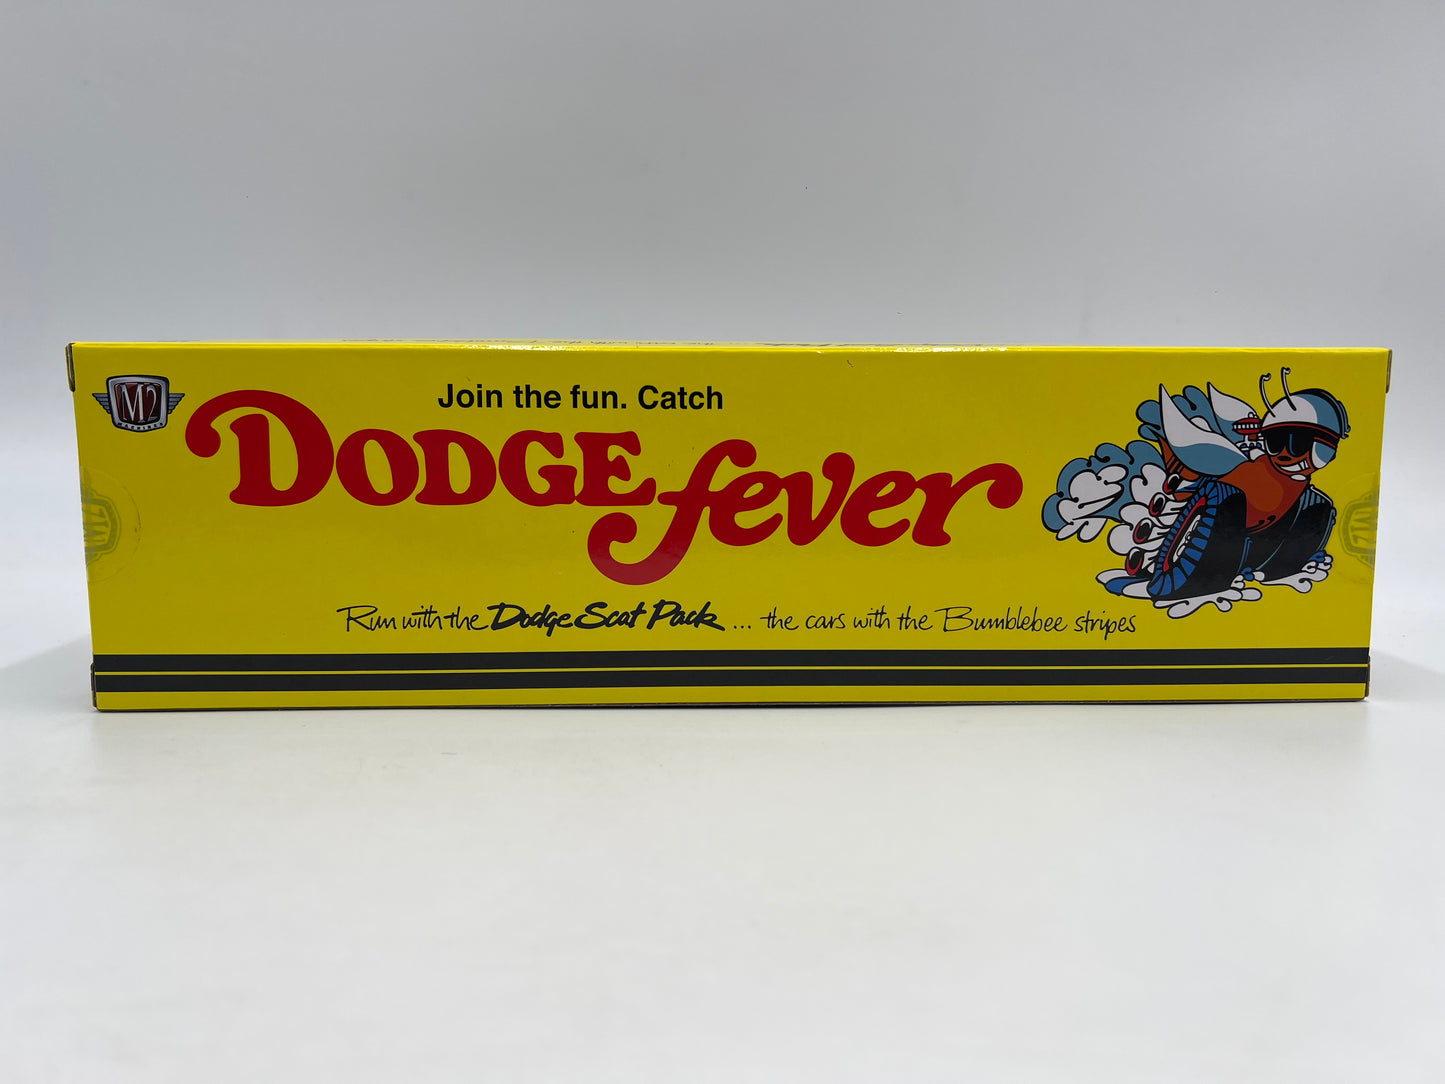 M2
MACHINES
Join the fun. Catch
DODGE fever
Run with the Dodge Scat Pack ... the cars with the Bumblebee stripes